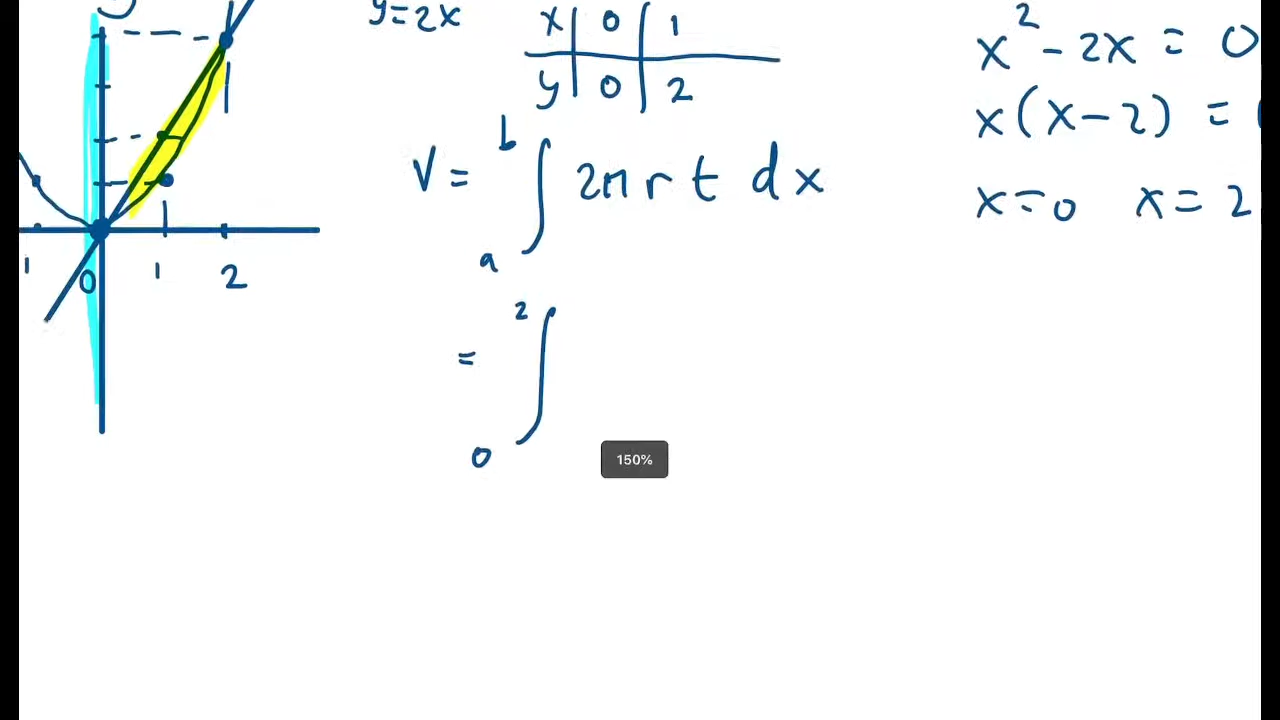 y
y=2x
x 0 1
y 0 2
x² - 2x = 0
x(x-2) =
x=0 x=2
V = ∫ₐᵇ 2π r t dx
= ∫₀²
1 0 1 2
150%